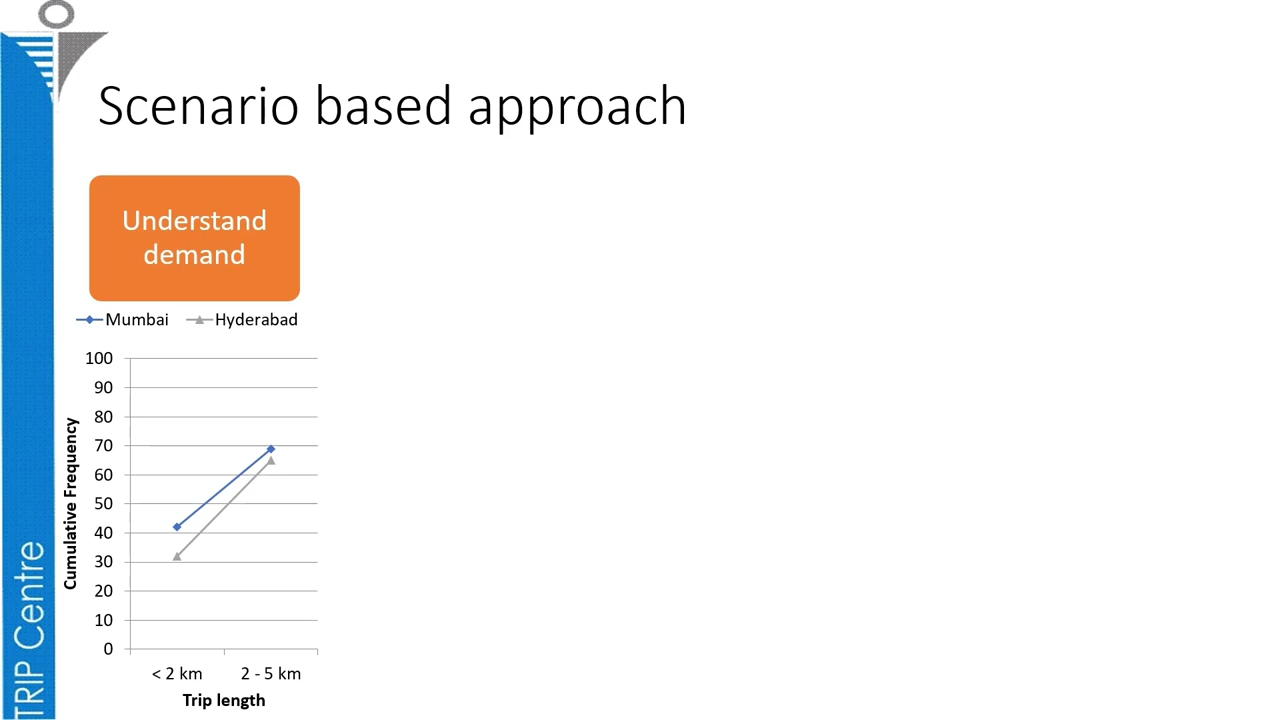 Scenario based approach
Understand
demand
Mumbai Hyderabad
100
90
80
70
60
50
40
30
20
10
0
Cumulative Frequency
< 2 km 2 - 5 km
Trip length
TRIP Centre